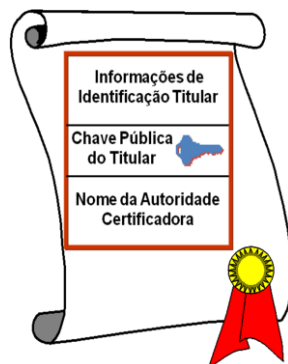 Informações de
Identificação Titular
Chave Pública
do Titular
Nome da Autoridade
Certificadora